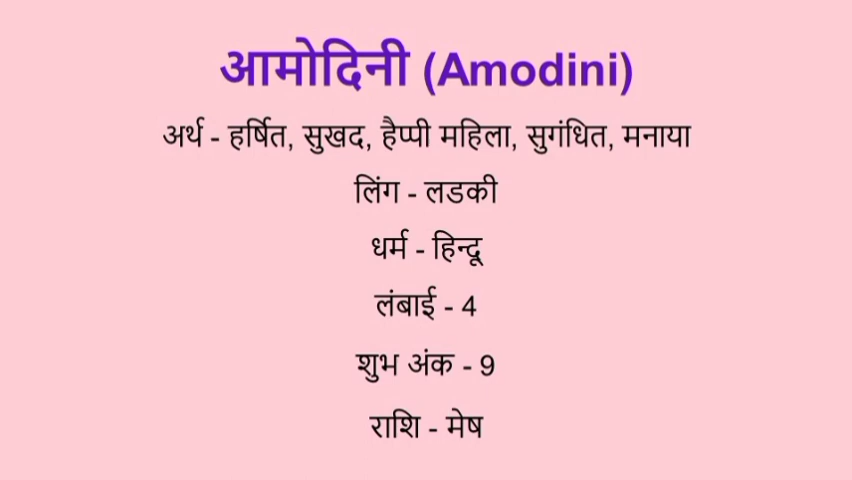 आमोदिनी (Amodini)
अर्थ - हर्षित, सुखद, हैप्पी महिला, सुगंधित, मनाया
लिंग - लडकी
धर्म - हिन्दू
लंबाई - 4
शुभ अंक - 9
राशि - मेष